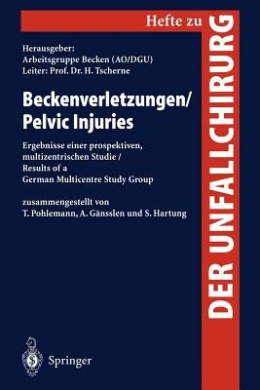 Hefte zu
DER UNFALLCHIRURG
Herausgeber:
Arbeitsgruppe Becken (AO/DGU)
Leiter: Prof. Dr. H. Tscherne
Beckenverletzungen/
Pelvic Injuries
Ergebnisse einer prospektiven,
multizentrischen Studie /
Results of a
German Multicentre Study Group
zusammengestellt von
T. Pohlemann, A. Gänsslen und S. Hartung
Springer